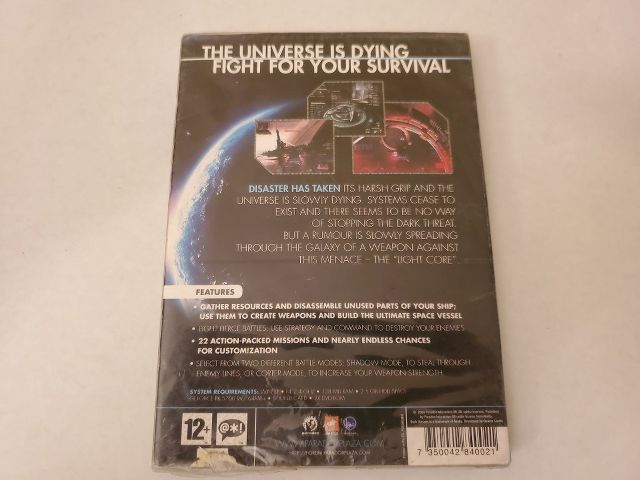 THE UNIVERSE IS DYING
FIGHT FOR YOUR SURVIVAL
DISASTER HAS TAKEN ITS HARSH GRIP AND THE
UNIVERSE IS SLOWLY DYING. SYSTEMS CEASE TO
EXIST AND THERE SEEMS TO BE NO WAY
OF STOPPING THE DARK THREAT.
BUT A RUMOUR IS SLOWLY SPREADING
THROUGH THE GALAXY OF A WEAPON AGAINST
THIS MENACE – THE "LIGHT CORE".
FEATURES
• GATHER RESOURCES AND DISASSEMBLE UNUSED PARTS OF YOUR SHIP;
USE THEM TO CREATE WEAPONS AND BUILD THE ULTIMATE SPACE VESSEL
• FIGHT FIERCE BATTLES; USE STRATEGY AND COMMAND TO DESTROY YOUR ENEMIES
• 22 ACTION-PACKED MISSIONS AND NEARLY ENDLESS CHANCES
FOR CUSTOMIZATION
• SELECT FROM TWO DIFFERENT BATTLE MODES: SHADOW MODE, TO STEAL THROUGH
ENEMY LINES, OR CORTER MODE, TO INCREASE YOUR WEAPON STRENGTH
SYSTEM REQUIREMENTS:
12+
@*!
7 350042 840021